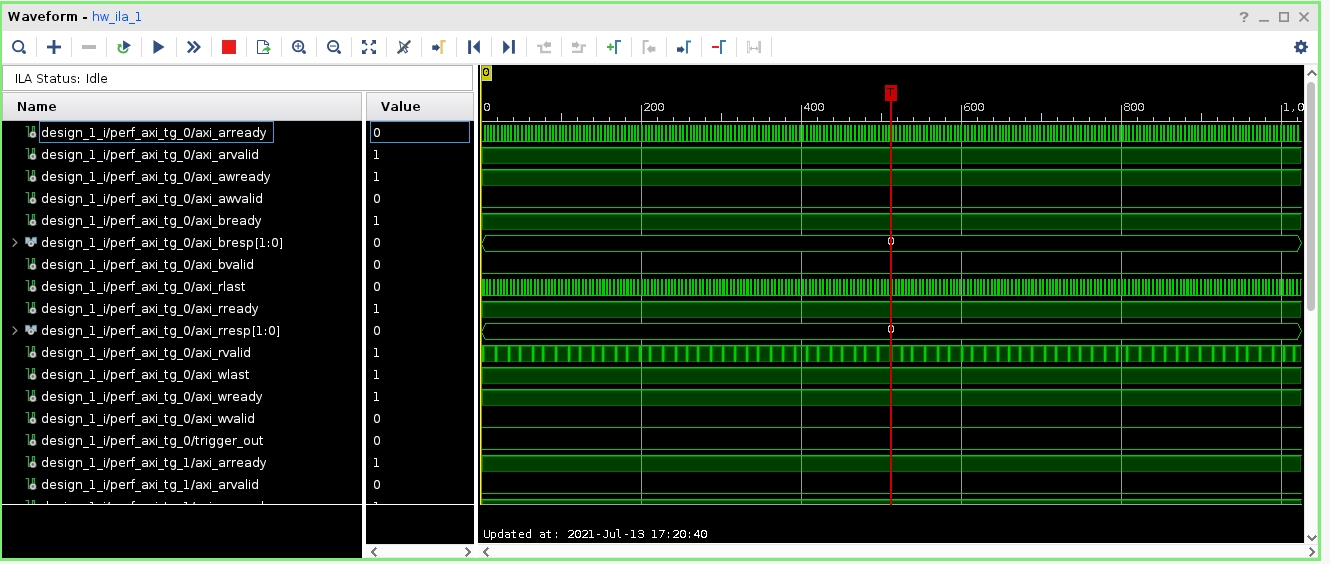 Waveform - hw_ila_1
ILA Status: Idle
Name Value
0
0 200 400 600 800 1,0
T
design_1_i/perf_axi_tg_0/axi_arready 0
design_1_i/perf_axi_tg_0/axi_arvalid 1
design_1_i/perf_axi_tg_0/axi_awready 1
design_1_i/perf_axi_tg_0/axi_awvalid 0
design_1_i/perf_axi_tg_0/axi_bready 1
design_1_i/perf_axi_tg_0/axi_bresp[1:0] 0 0
design_1_i/perf_axi_tg_0/axi_bvalid 0
design_1_i/perf_axi_tg_0/axi_rlast 0
design_1_i/perf_axi_tg_0/axi_rready 1
design_1_i/perf_axi_tg_0/axi_rresp[1:0] 0 0
design_1_i/perf_axi_tg_0/axi_rvalid 1
design_1_i/perf_axi_tg_0/axi_wlast 1
design_1_i/perf_axi_tg_0/axi_wready 1
design_1_i/perf_axi_tg_0/axi_wvalid 0
design_1_i/perf_axi_tg_0/trigger_out 0
design_1_i/perf_axi_tg_1/axi_arready 1
design_1_i/perf_axi_tg_1/axi_arvalid 0
Updated at: 2021-Jul-13 17:20:40